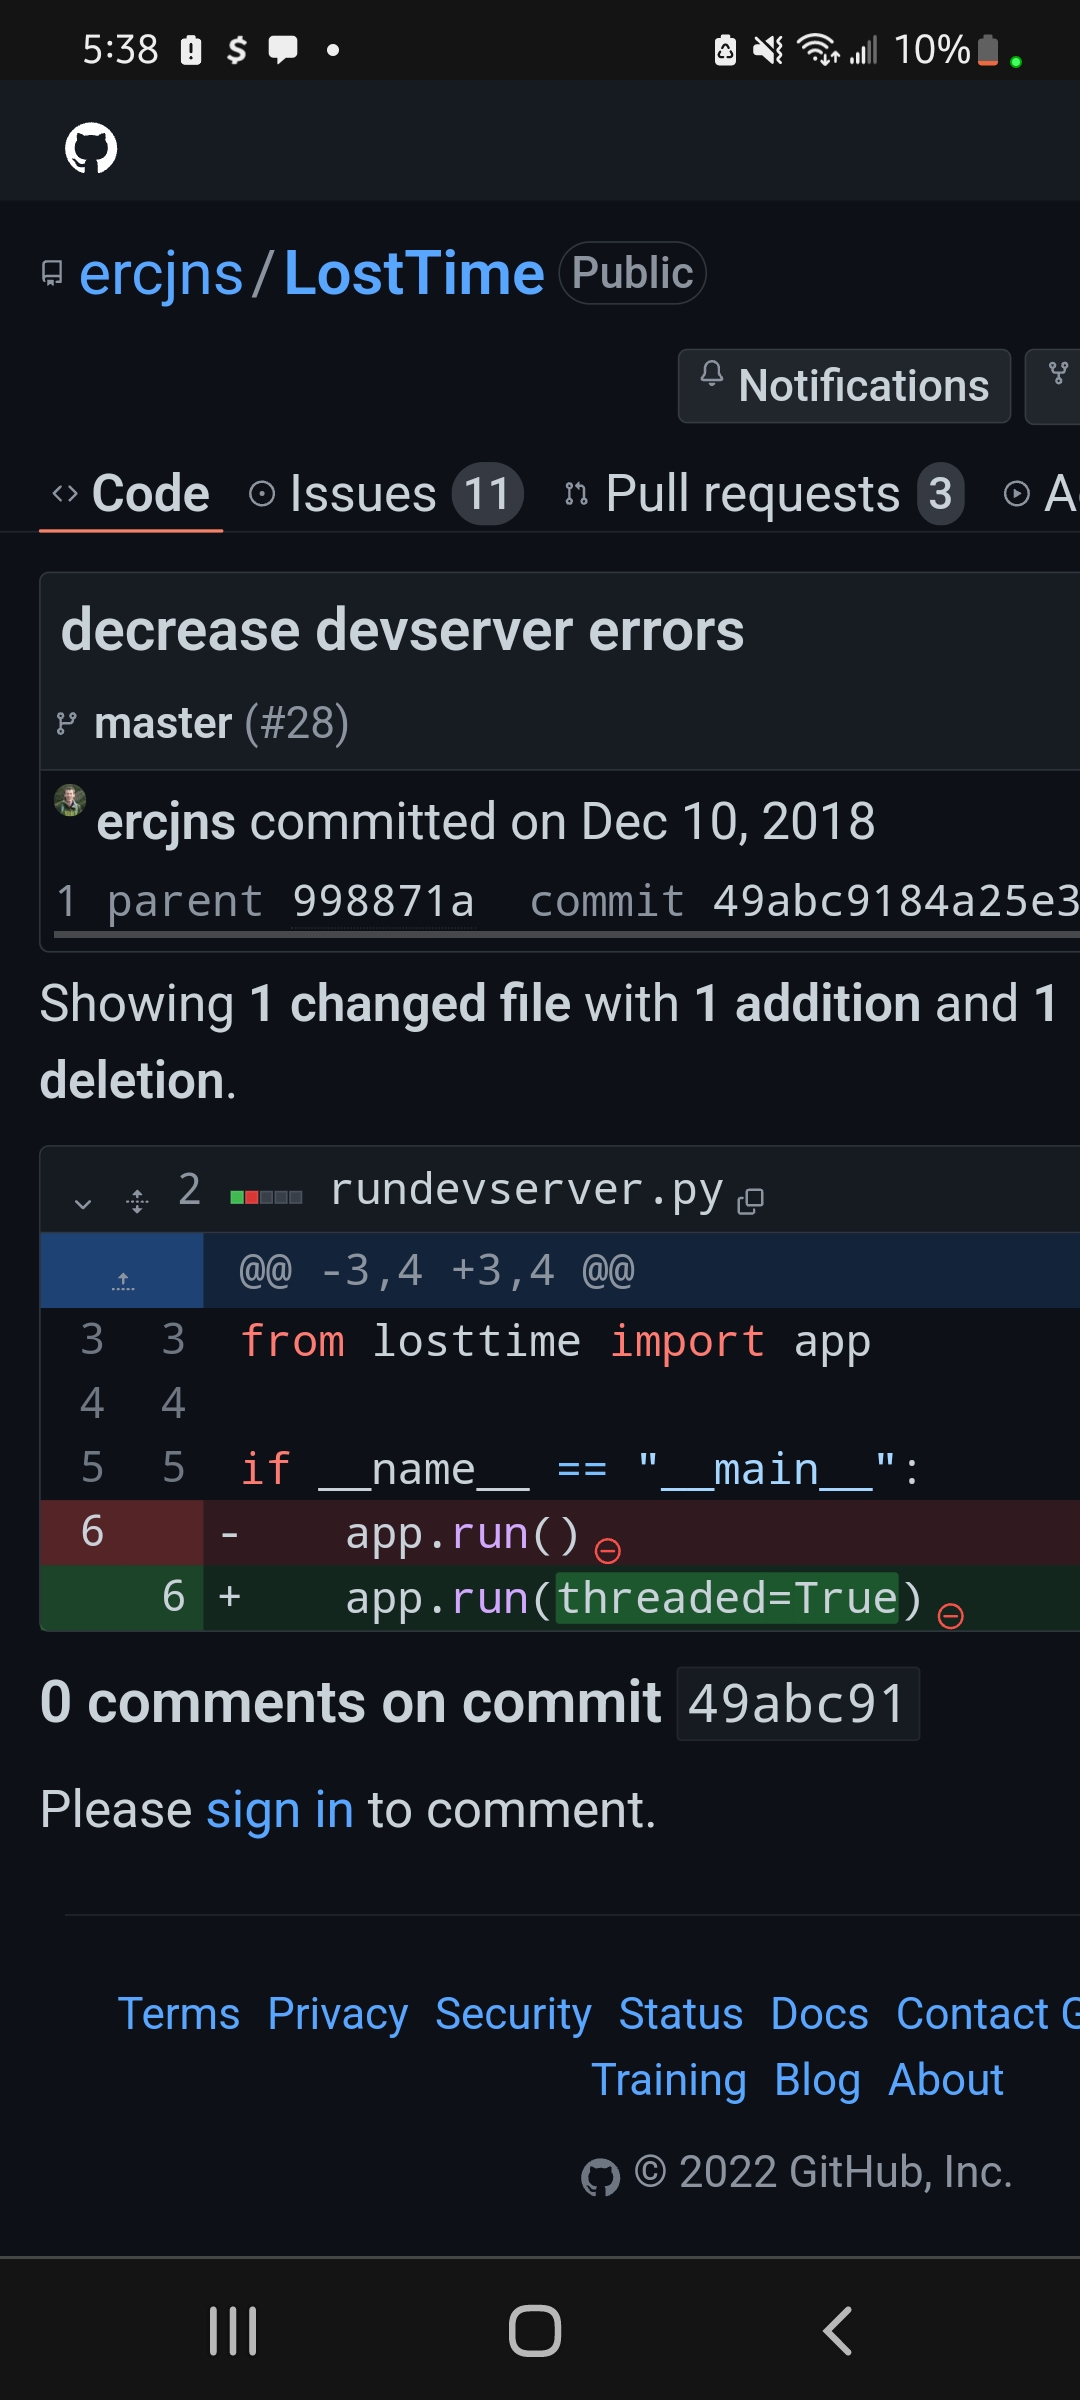 5:38 10%
ercjns/LostTime Public
Notifications
Code Issues 11 Pull requests 3
decrease devserver errors
master (#28)
ercjns committed on Dec 10, 2018
1 parent 998871a commit 49abc9184a25e3
Showing 1 changed file with 1 addition and 1
deletion.
2 rundevserver.py
@@ -3,4 +3,4 @@
3 3 from losttime import app
4 4
5 5 if __name__ == "__main__":
6 - app.run()
6 + app.run(threaded=True)
0 comments on commit 49abc91
Please sign in to comment.
Terms Privacy Security Status Docs Contact G
Training Blog About
© 2022 GitHub, Inc.